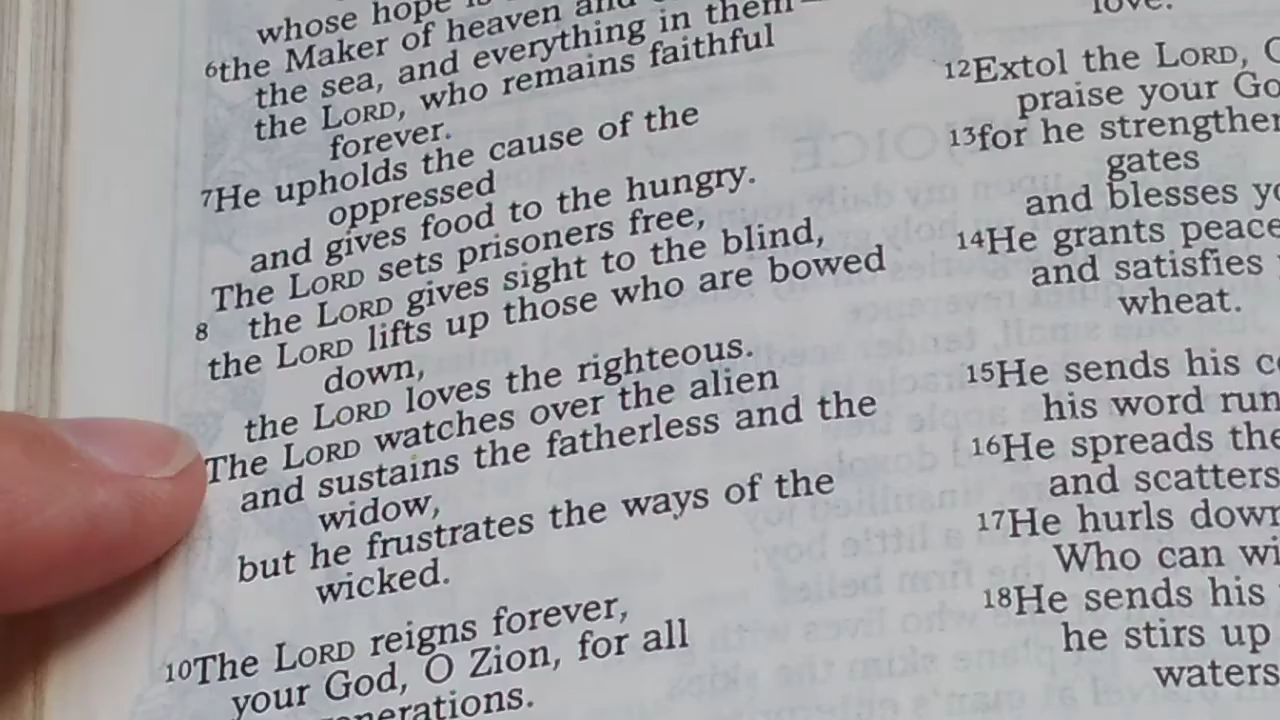 whose hope is
6the Maker of heaven and
the sea, and everything in them—
the LORD, who remains faithful
forever.
7He upholds the cause of the
oppressed
and gives food to the hungry.
The LORD sets prisoners free,
8 the LORD gives sight to the blind,
the LORD lifts up those who are bowed
down,
the LORD loves the righteous.
The LORD watches over the alien
and sustains the fatherless and the
widow,
but he frustrates the ways of the
wicked.
10The LORD reigns forever,
your God, O Zion, for all
nerations.
love.
12Extol the LORD,
praise your Go
13for he strengthen
gates
and blesses yo
14He grants peace
and satisfies
wheat.
15He sends his co
his word run
16He spreads the
and scatters
17He hurls down
Who can wi
18He sends his
he stirs up
waters